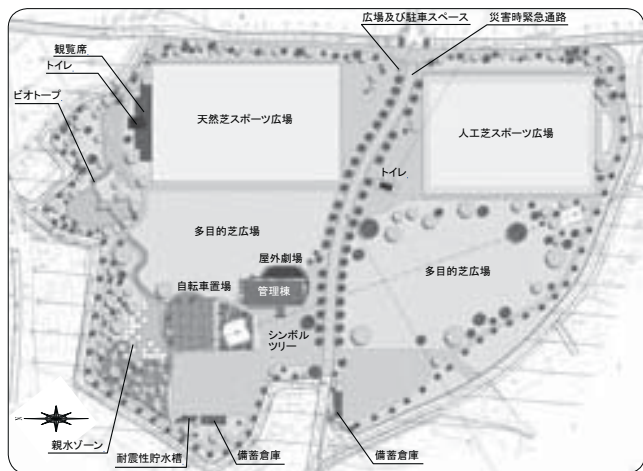 広場及び駐車スペース
災害時緊急通路
観覧席
トイレ
ビオトープ
天然芝スポーツ広場
人工芝スポーツ広場
トイレ
多目的芝広場
屋外劇場
多目的芝広場
自転車置場
管理棟
シンボル
ツリー
親水ゾーン
耐震性貯水槽
備蓄倉庫
備蓄倉庫